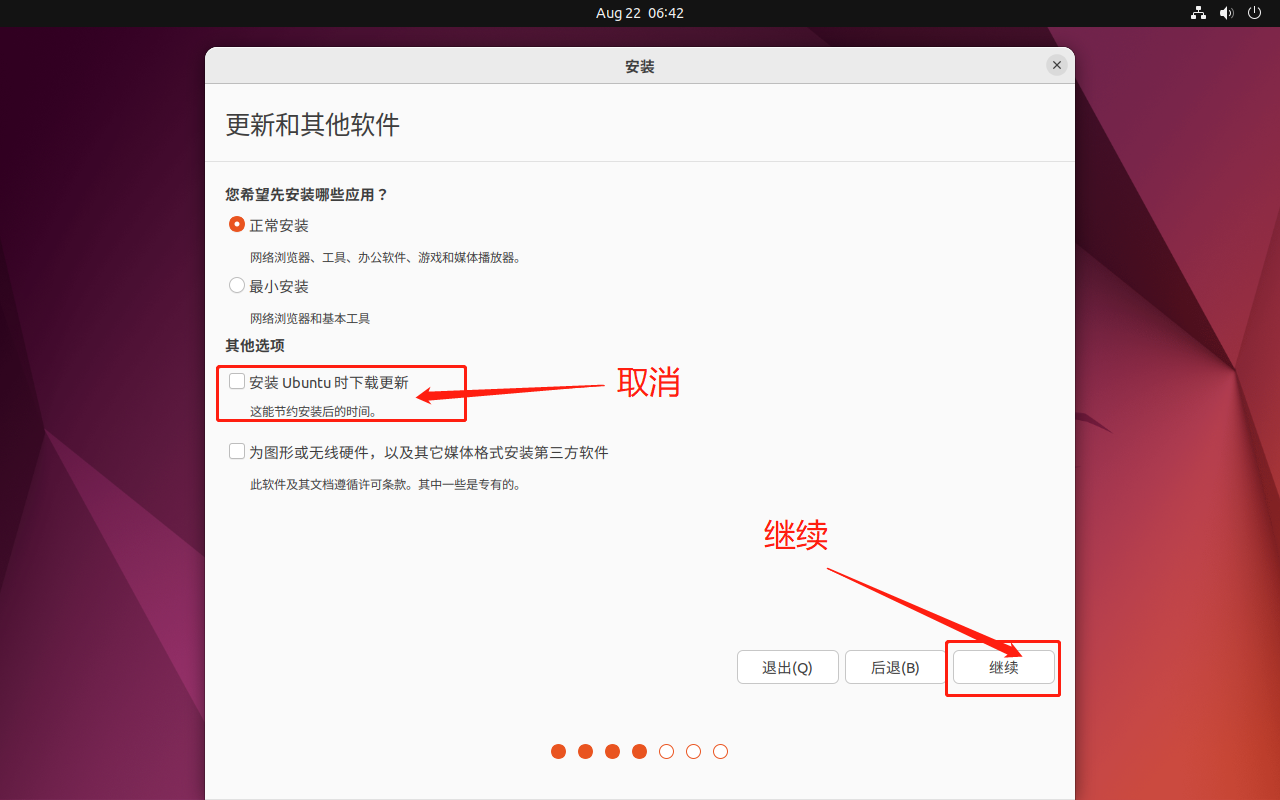 Aug 22 06:42
安装
更新和其他软件
您希望先安装哪些应用？
正常安装
网络浏览器、工具、办公软件、游戏和媒体播放器。
最小安装
网络浏览器和基本工具
其他选项
安装 Ubuntu 时下载更新
取消
这能节约安装后的时间。
为图形或无线硬件，以及其它媒体格式安装第三方软件
此软件及其文档遵循许可条款。其中一些是专有的。
继续
退出(Q) 后退(B) 继续